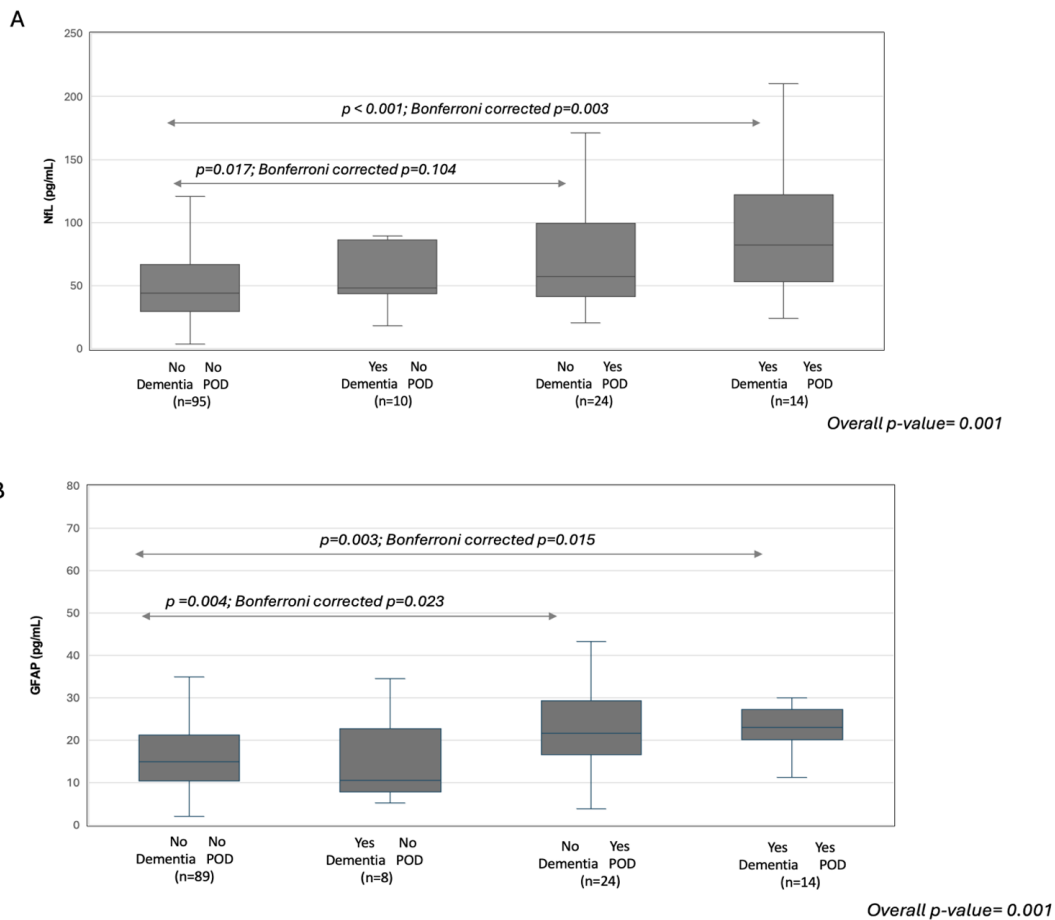 A
250
200
150
100
50
0
NfL (pg/mL)
p < 0.001; Bonferroni corrected p=0.003
p=0.017; Bonferroni corrected p=0.104
No No
Dementia POD
(n=95)
Yes No
Dementia POD
(n=10)
No Yes
Dementia POD
(n=24)
Yes Yes
Dementia POD
(n=14)
Overall p-value= 0.001
B
80
70
60
50
40
30
20
10
0
GFAP (pg/mL)
p=0.003; Bonferroni corrected p=0.015
p =0.004; Bonferroni corrected p=0.023
No No
Dementia POD
(n=89)
Yes No
Dementia POD
(n=8)
No Yes
Dementia POD
(n=24)
Yes Yes
Dementia POD
(n=14)
Overall p-value= 0.001